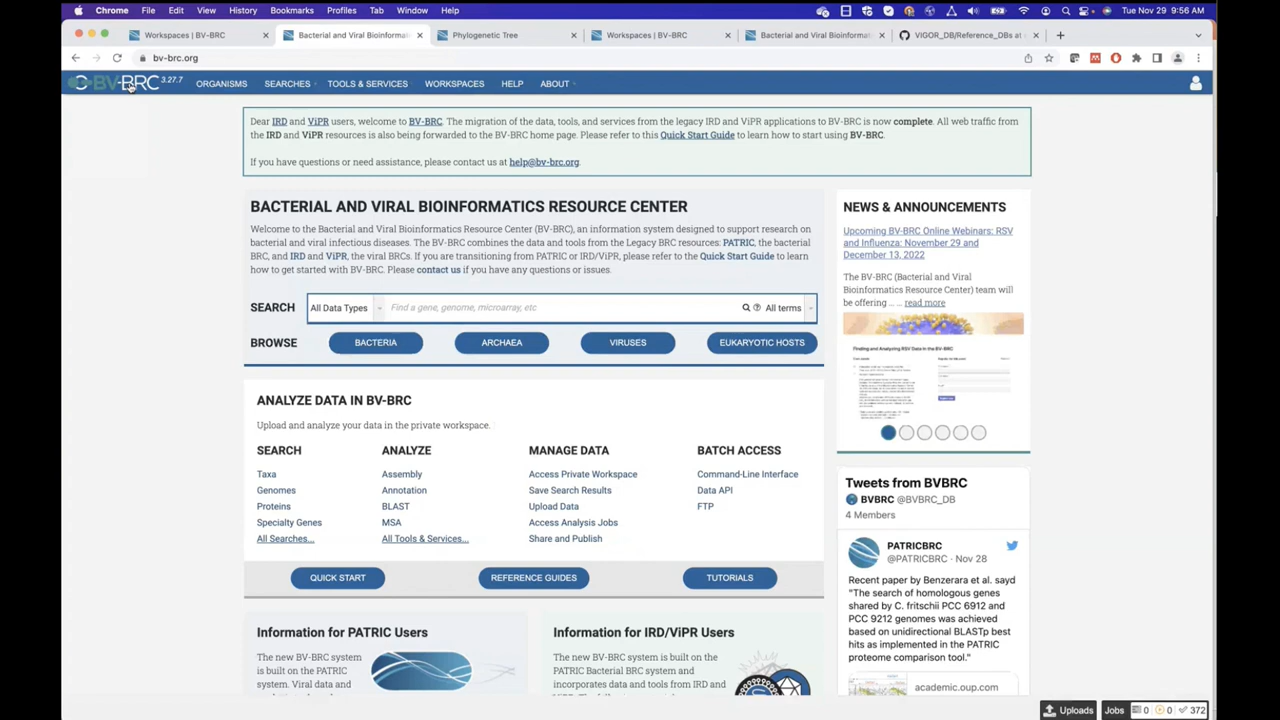 Chrome File Edit View History Bookmarks Profiles Tab Window Help Tue Nov 29 9:56 AM
Workspaces | BV-BRC × Bacterial and Viral Bioinforma × Phylogenetic Tree × Workspaces | BV-BRC × Bacterial and Viral Bioinforma × VIGOR_DB/Reference_DBs at × +
bv-brc.org
BV-BRC 3.27.7 ORGANISMS SEARCHES TOOLS & SERVICES WORKSPACES HELP ABOUT
Dear IRD and ViPR users, welcome to BV-BRC. The migration of the data, tools, and services from the legacy IRD and ViPR applications to BV-BRC is now complete. All web traffic from
the IRD and ViPR resources is also being forwarded to the BV-BRC home page. Please refer to this Quick Start Guide to learn how to start using BV-BRC.
If you have questions or need assistance, please contact us at help@bv-brc.org.
BACTERIAL AND VIRAL BIOINFORMATICS RESOURCE CENTER
Welcome to the Bacterial and Viral Bioinformatics Resource Center (BV-BRC), an information system designed to support research on
bacterial and viral infectious diseases. The BV-BRC combines the data and tools from the Legacy BRC resources: PATRIC, the bacterial
BRC, and IRD and ViPR, the viral BRCs. If you are transitioning from PATRIC or IRD/ViPR, please refer to the Quick Start Guide to learn
how to get started with BV-BRC. Please contact us if you have any questions or issues.
SEARCH All Data Types Find a gene, genome, microarray, etc All terms
BROWSE BACTERIA ARCHAEA VIRUSES EUKARYOTIC HOSTS
ANALYZE DATA IN BV-BRC
Upload and analyze your data in the private workspace.
SEARCH
Taxa
Genomes
Proteins
Specialty Genes
All Searches...
ANALYZE
Assembly
Annotation
BLAST
MSA
All Tools & Services...
MANAGE DATA
Access Private Workspace
Save Search Results
Upload Data
Access Analysis Jobs
Share and Publish
BATCH ACCESS
Command-Line Interface
Data API
FTP
QUICK START REFERENCE GUIDES TUTORIALS
Information for PATRIC Users
The new BV-BRC system
is built on the PATRIC
system. Viral data and
Information for IRD/ViPR Users
The new BV-BRC system is built on the
PATRIC Bacterial BRC system and
incorporates data and tools from IRD
NEWS & ANNOUNCEMENTS
Upcoming BV-BRC Online Webinars: RSV
and Influenza: November 29 and
December 13, 2022
The BV-BRC (Bacterial and Viral
Bioinformatics Resource Center) team will
be offering ... ... read more
Finding and Analyzing RSV Data in the BV-BRC
Tweets from BVBRC
BVBRC @BVBRC_DB
4 Members
PATRICBRC
@PATRICBRC · Nov 28
Recent paper by Benzerara et al. sayd
"The search of homologous genes
shared by C. fritschii PCC 6912 and
PCC 9212 genomes was achieved
based on unidirectional BLASTp best
hits as implemented in the PATRIC
proteome comparison tool."
academic.oup.com
Uploads Jobs 0 0 372